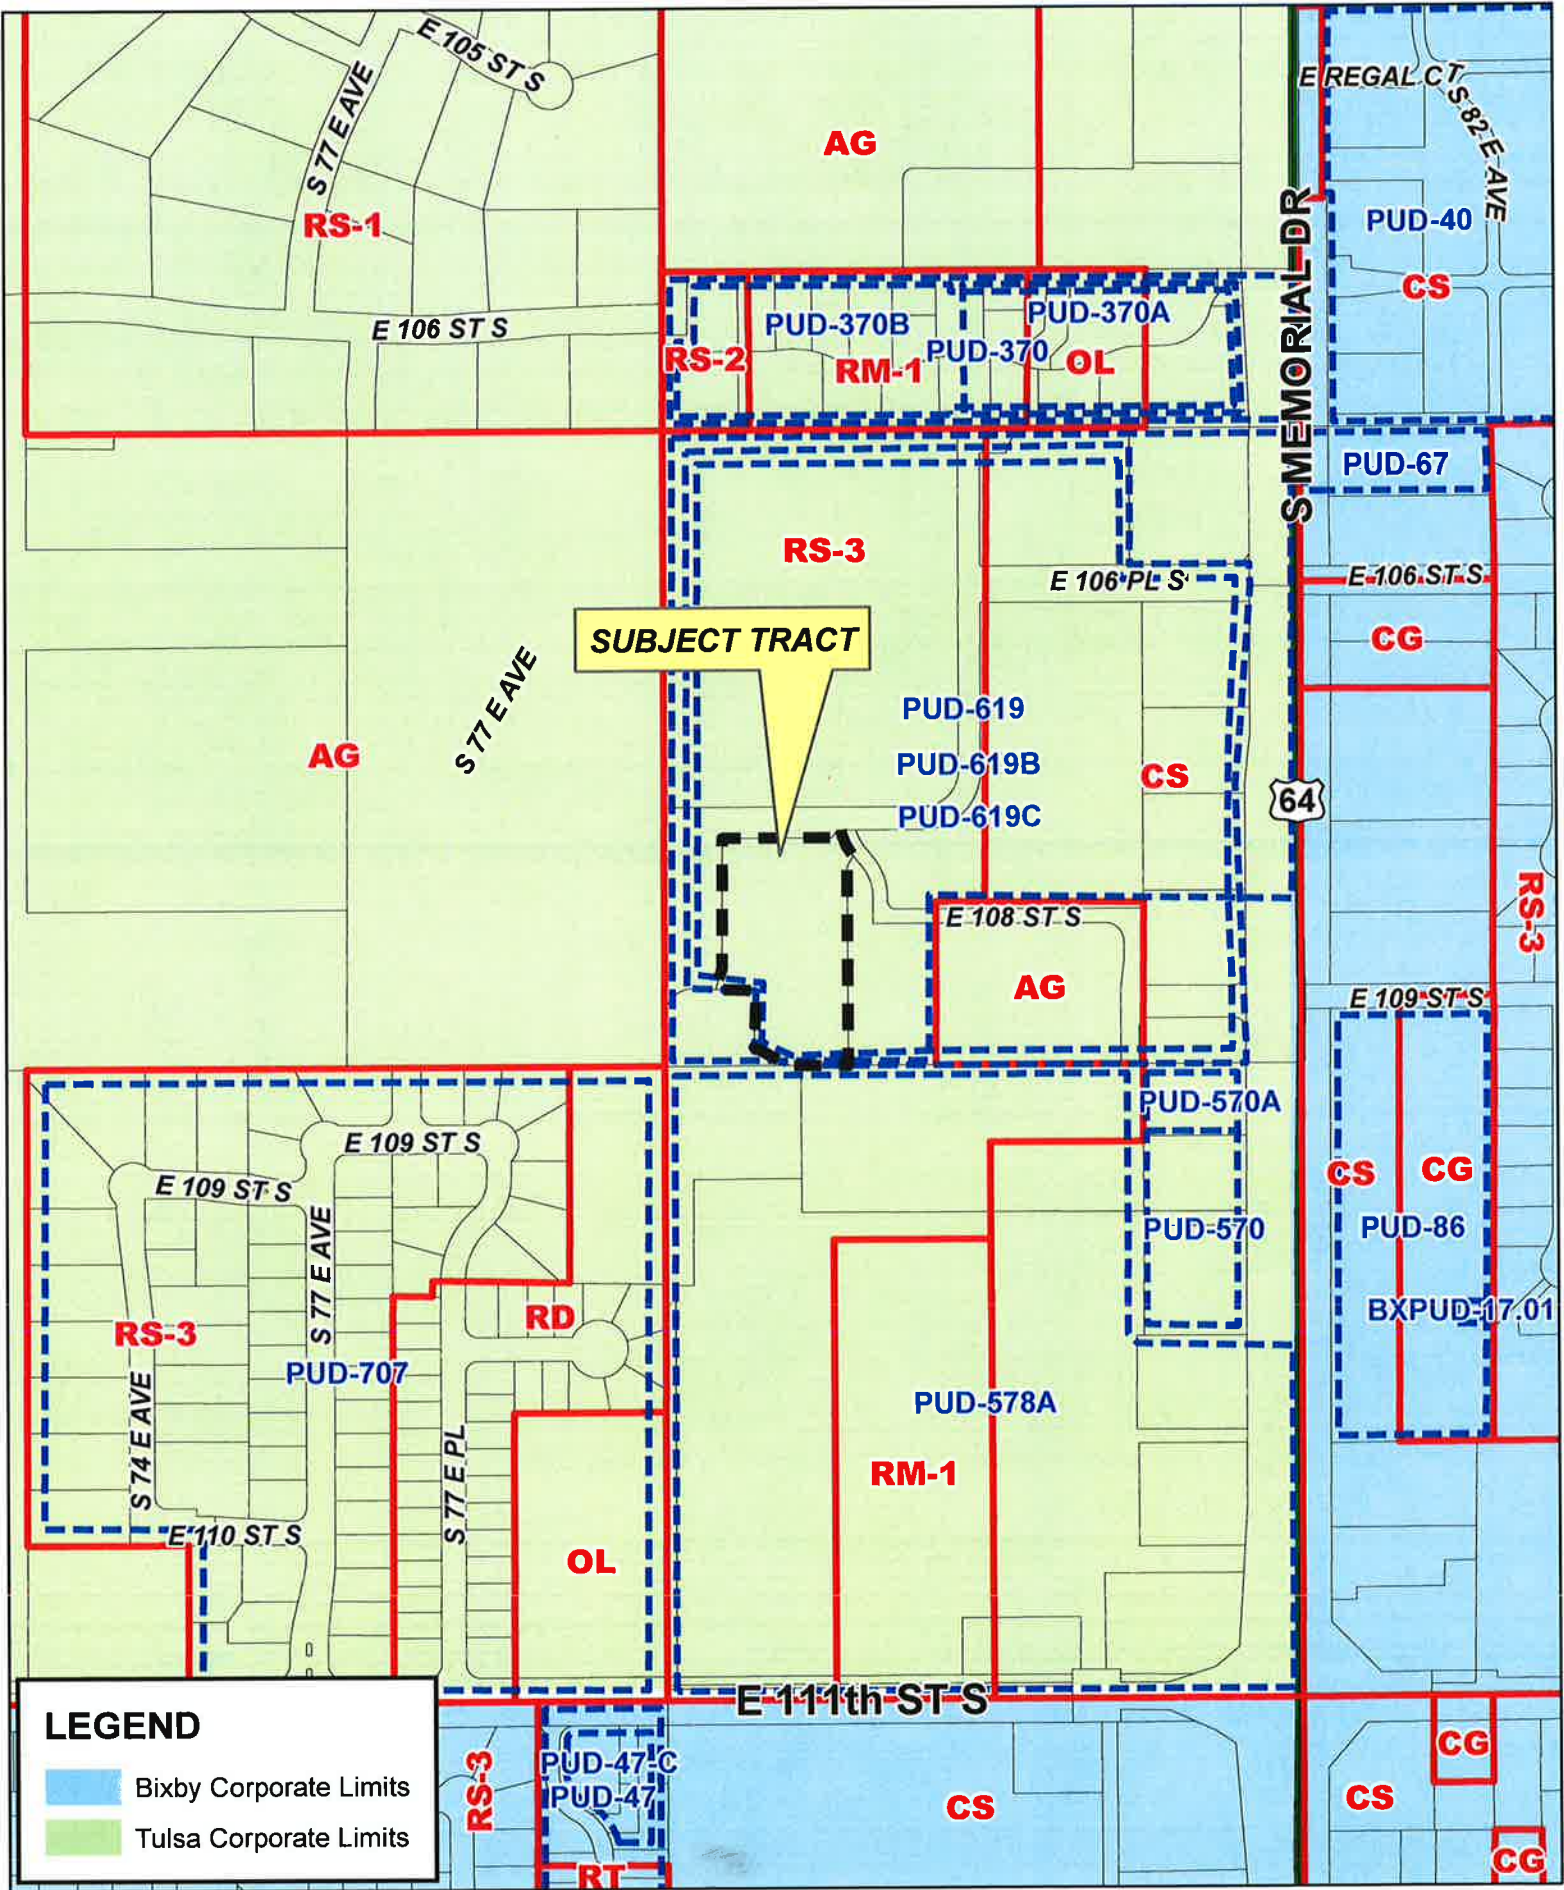 E 105 ST S
E REGAL CT
S 77 E AVE
S 82 E AVE
AG
RS-1
PUD-40
S MEMORIAL DR
CS
E 106 ST S
PUD-370B
PUD-370A
PUD-370
RS-2
RM-1
OL
PUD-67
RS-3
E 106 PL S
E 106 ST S
SUBJECT TRACT
CG
S 77 E AVE
PUD-619
AG
PUD-619B
CS
64
PUD-619C
E 108 ST S
RS-3
AG
E 109 ST S
PUD-570A
E 109 ST S
E 109 ST S
CS
CG
S 77 E AVE
PUD-570
PUD-86
RD
BXPUD-17.01
RS-3
PUD-707
PUD-578A
S 74 E AVE
S 77 E PL
RM-1
E 110 ST S
OL
E 111th ST S
LEGEND
Bixby Corporate Limits
Tulsa Corporate Limits
RS-3
PUD-47-C
PUD-47
RT
CS
CG
CS
CG